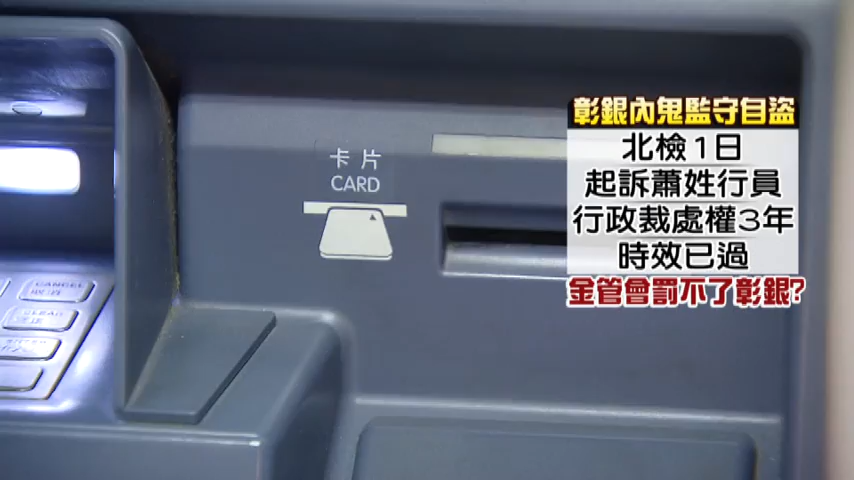 彰銀內鬼監守自盜
北檢1日
起訴蕭姓行員
行政裁處權3年
時效已過
金管會罰不了彰銀?
卡片
CARD
CANCEL